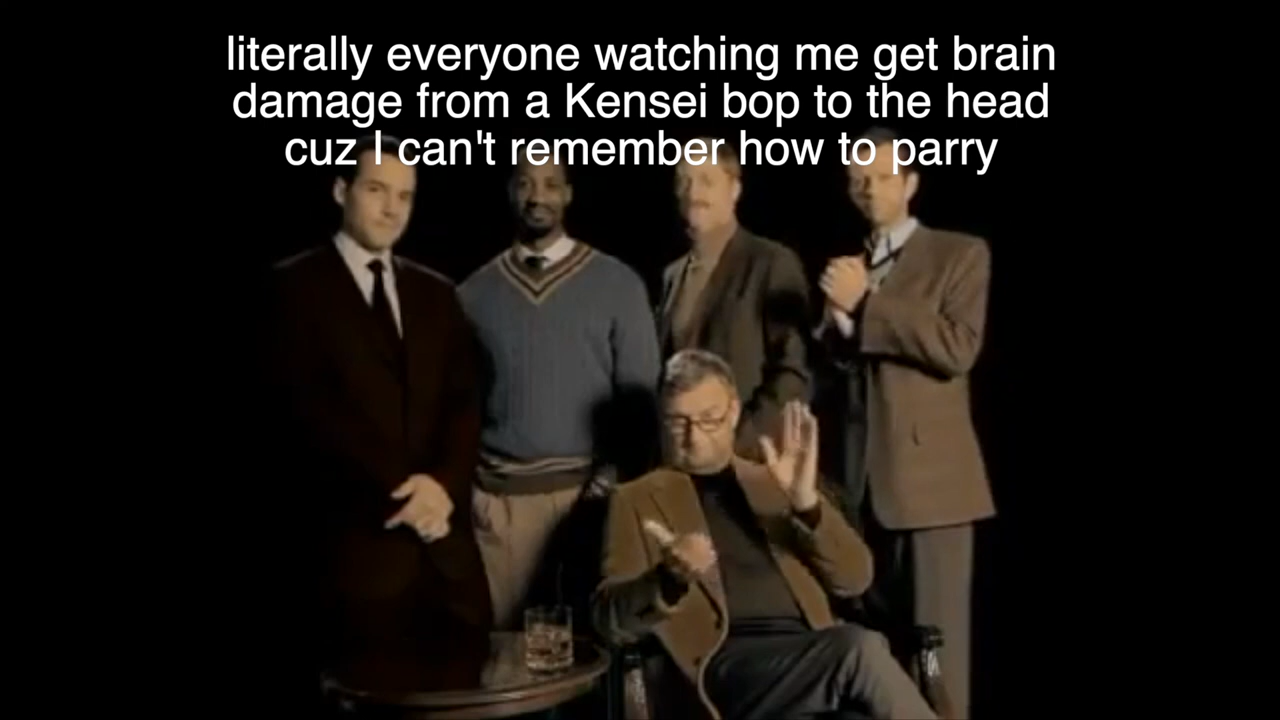 literally everyone watching me get brain
damage from a Kensei bop to the head
cuz I can't remember how to parry